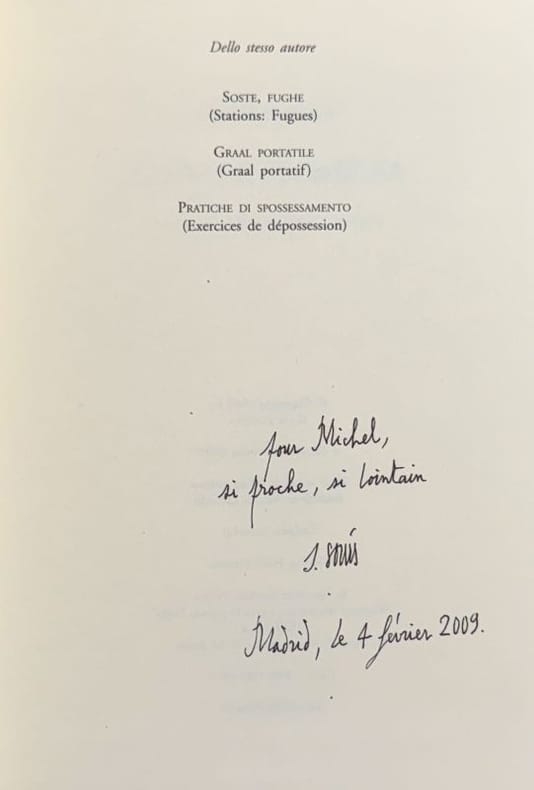 Dello stesso autore
SOSTE, FUGHE
(Stations: Fugues)
GRAAL PORTATILE
(Graal portatif)
PRATICHE DI SPOSSESSAMENTO
(Exercices de dépossession)
pour Michel,
si proche, si lointain
J. Solís
Madrid, le 4 février 2009.